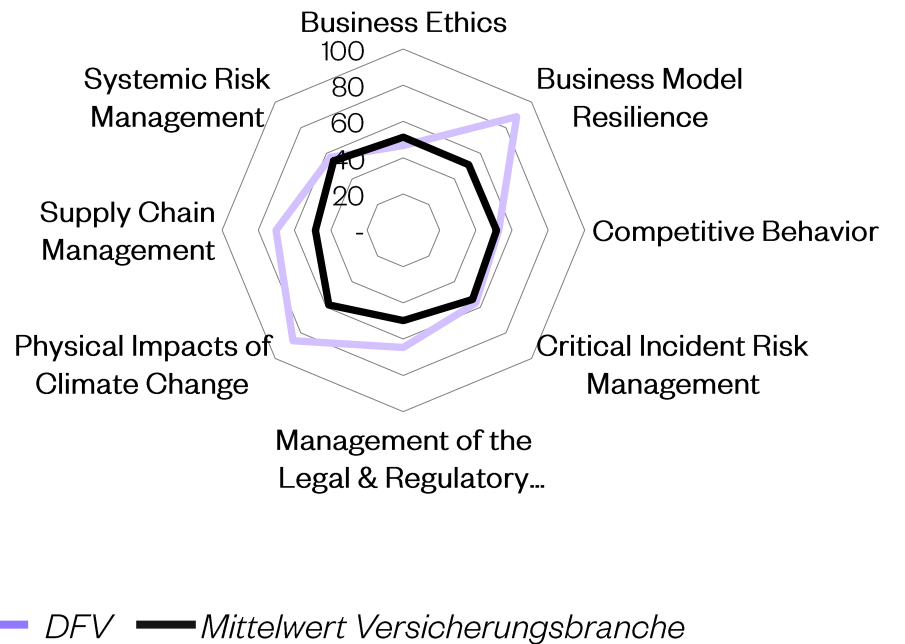 Business Ethics
100
80
60
40
20
-
Business Model
Resilience
Competitive Behavior
Critical Incident Risk
Management
Management of the
Legal & Regulatory...
Physical Impacts of
Climate Change
Supply Chain
Management
Systemic Risk
Management
DFV
Mittelwert Versicherungsbranche